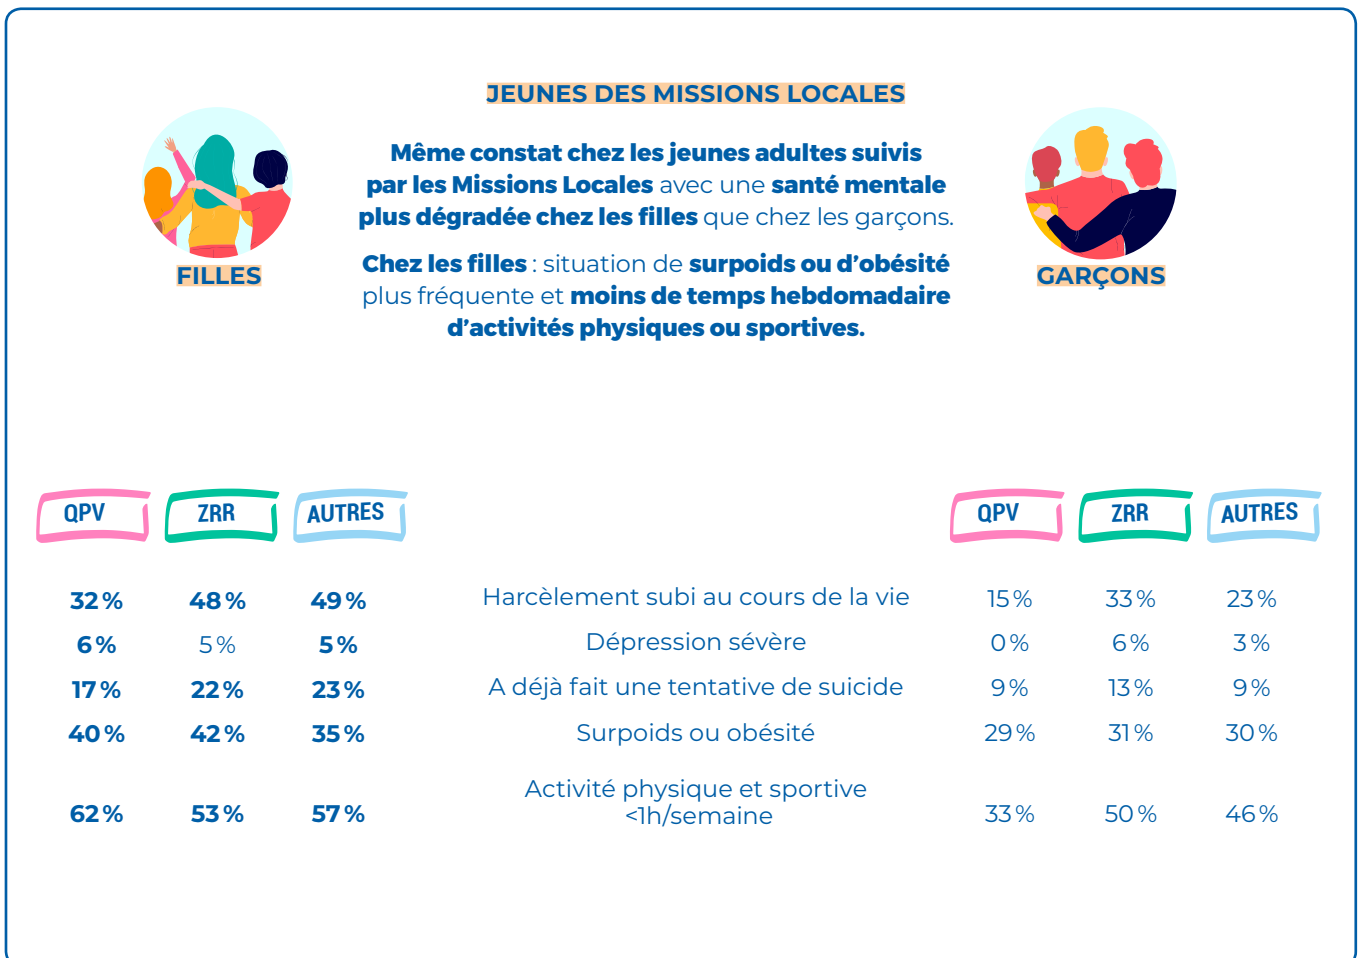 JEUNES DES MISSIONS LOCALES
Même constat chez les jeunes adultes suivis
par les Missions Locales avec une santé mentale
plus dégradée chez les filles que chez les garçons.
Chez les filles : situation de surpoids ou d’obésité
plus fréquente et moins de temps hebdomadaire
d’activités physiques ou sportives.
FILLES
GARÇONS
QPV ZRR AUTRES QPV ZRR AUTRES
32 % 48 % 49 % Harcèlement subi au cours de la vie 15 % 33 % 23 %
6 % 5 % 5 % Dépression sévère 0 % 6 % 3 %
17 % 22 % 23 % A déjà fait une tentative de suicide 9 % 13 % 9 %
40 % 42 % 35 % Surpoids ou obésité 29 % 31 % 30 %
Activité physique et sportive
62 % 53 % 57 % <1h/semaine 33 % 50 % 46 %